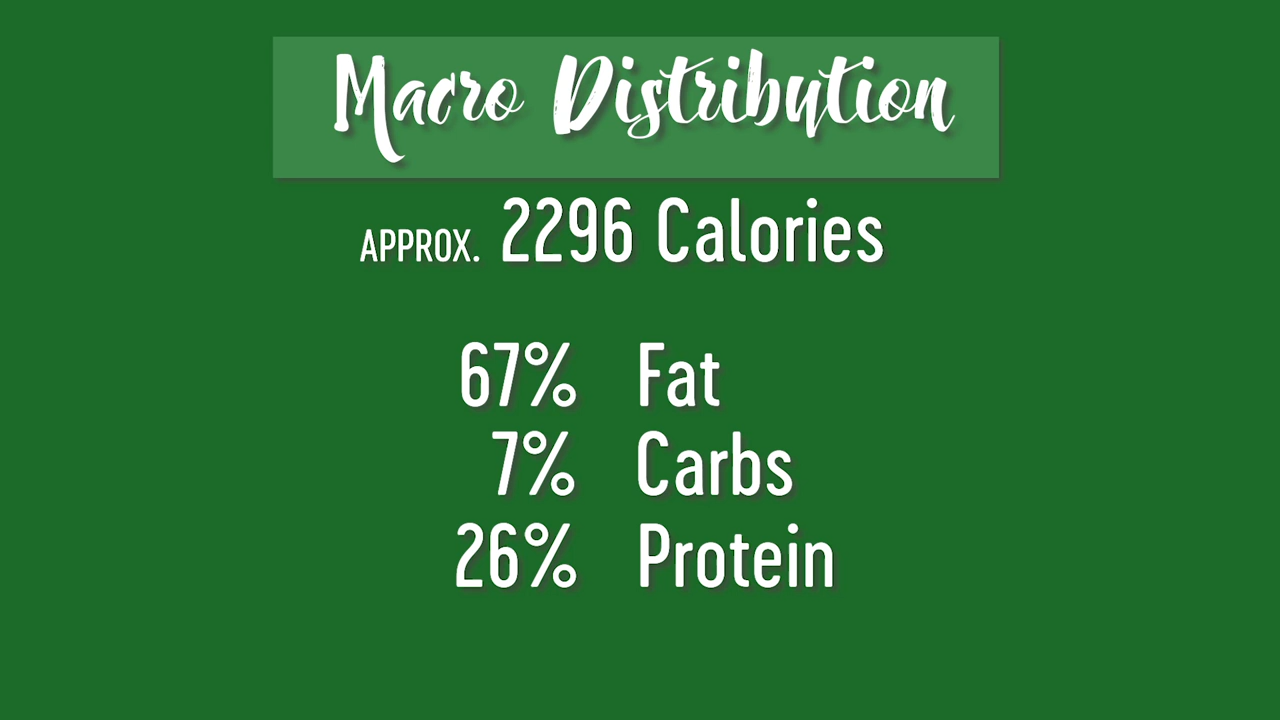 Macro Distribution
APPROX. 2296 Calories
67% Fat
7% Carbs
26% Protein